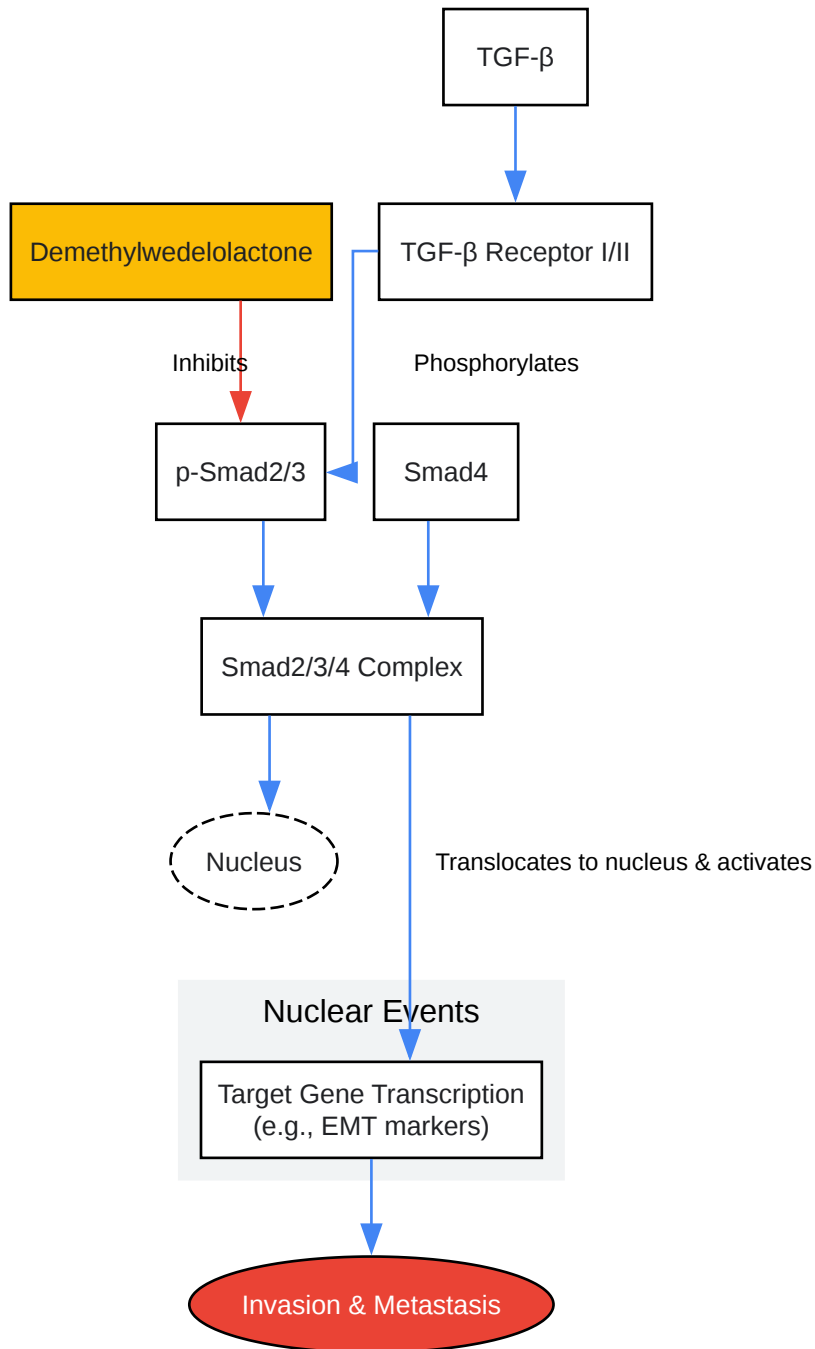 TGF-β
Demethylwedelolactone
TGF-β Receptor I/II
Inhibits
Phosphorylates
p-Smad2/3
Smad4
Smad2/3/4 Complex
Nucleus
Translocates to nucleus & activates
Nuclear Events
Target Gene Transcription
(e.g., EMT markers)
Invasion & Metastasis